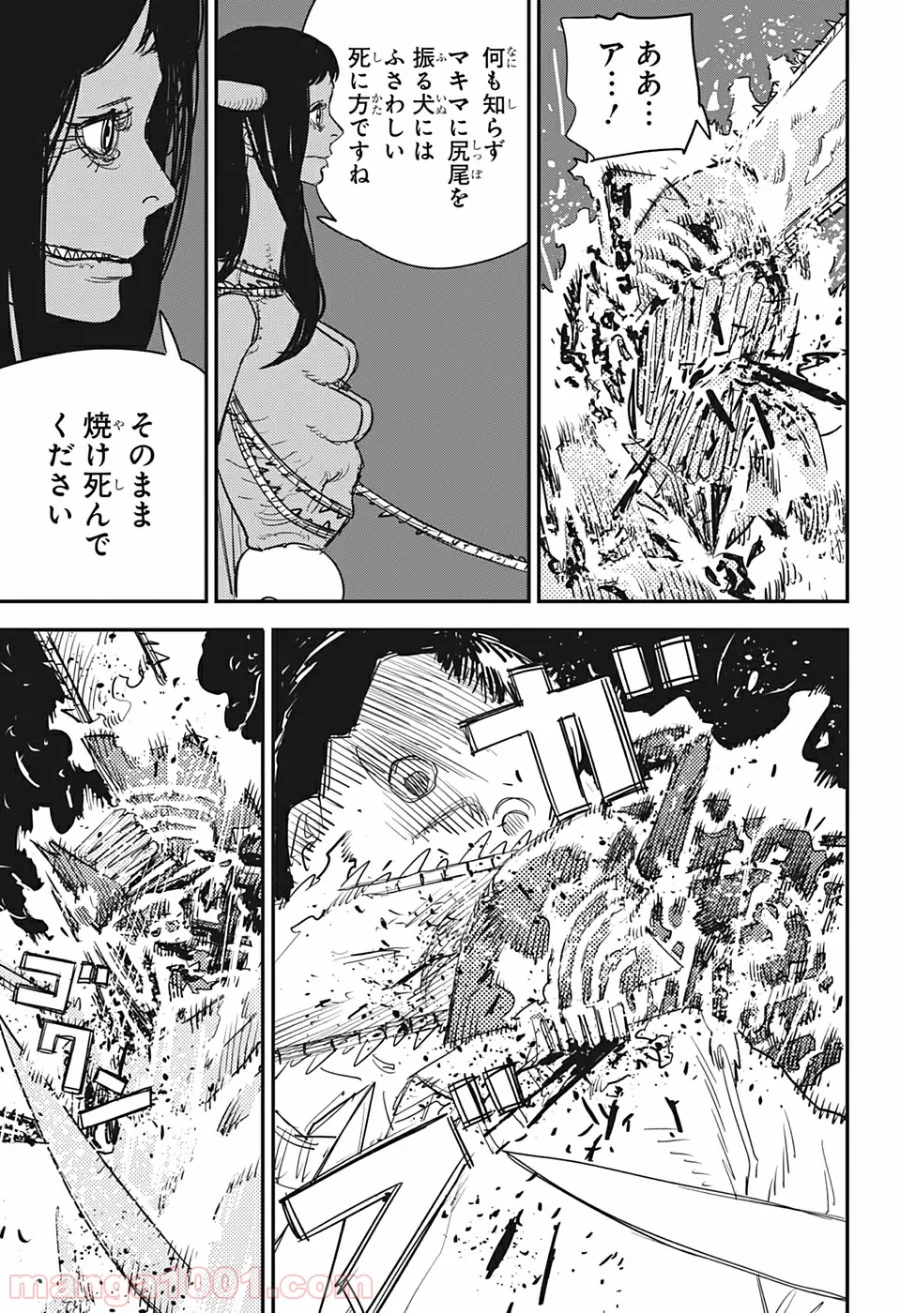 ああ…
ア…！
何も知らず
マキマに尻尾を
振る犬には
ふさわしい
死に方ですね
そのまま
焼け死んで
ください
ガ
ブ
ゴ
ワ
ー
manga1001.com